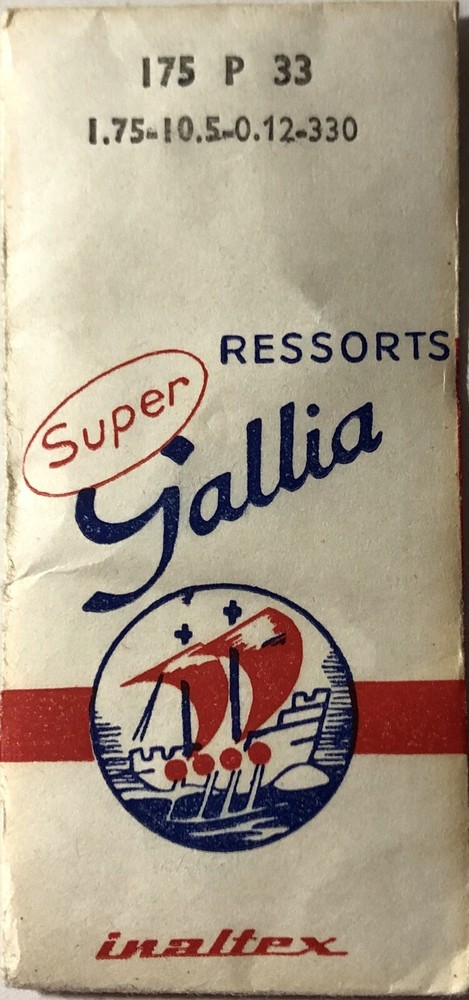 175 P 33
1.75-10.5-0.12-330
RESSORTS
Super
Gallia
inaltex